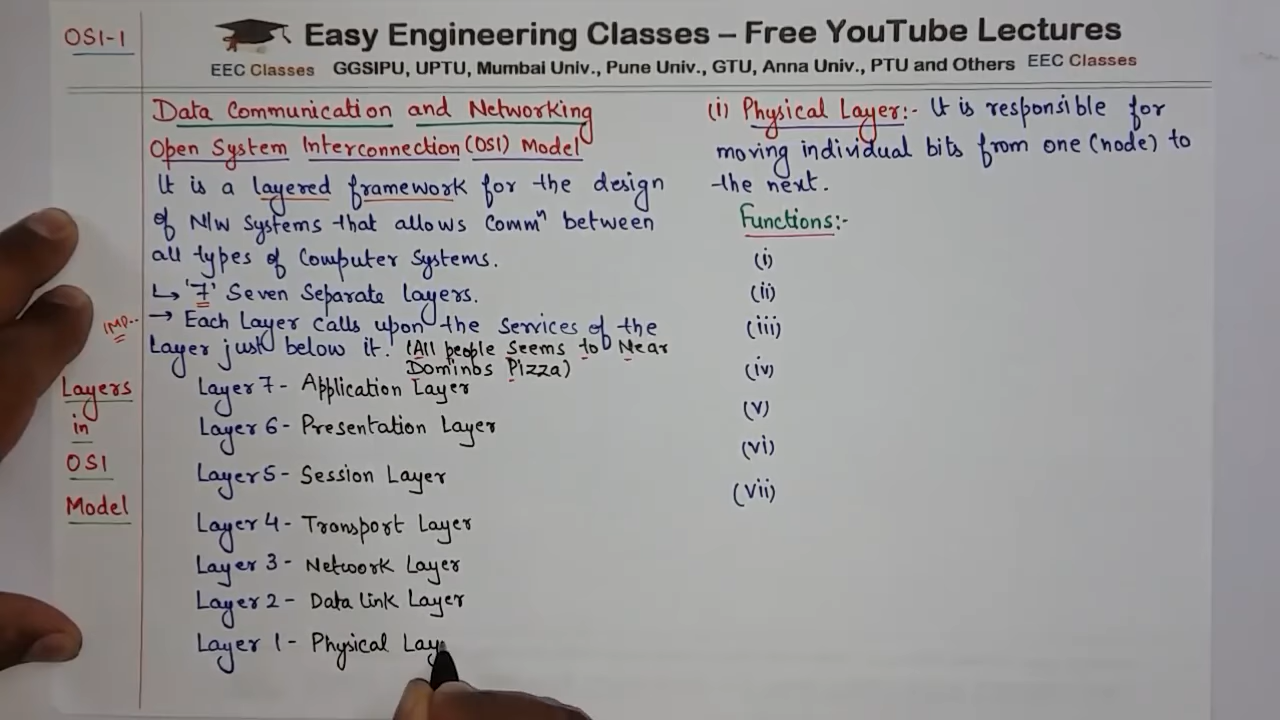 OSI-1
Easy Engineering Classes – Free YouTube Lectures
EEC Classes GGSIPU, UPTU, Mumbai Univ., Pune Univ., GTU, Anna Univ., PTU and Others EEC Classes
Data Communication and Networking
Open System Interconnection (OSI) Model
It is a layered framework for the design
of N/W Systems that allows Commⁿ between
all types of Computer Systems.
↳ '7' Seven Separate layers.
IMP..
→ Each Layer Calls upon the Services of the
Layer just below it. (All people Seems to Near
Dominos Pizza)
Layers
in
OSI
Model
Layer 7- Application Layer
Layer 6- Presentation Layer
Layer 5- Session Layer
Layer 4- Transport Layer
Layer 3- Network Layer
Layer 2- Data link Layer
Layer 1- Physical Lay
(i) Physical Layer:- It is responsible for
moving individual bits from one (node) to
the next.
Functions:-
(i)
(ii)
(iii)
(iv)
(v)
(vi)
(vii)